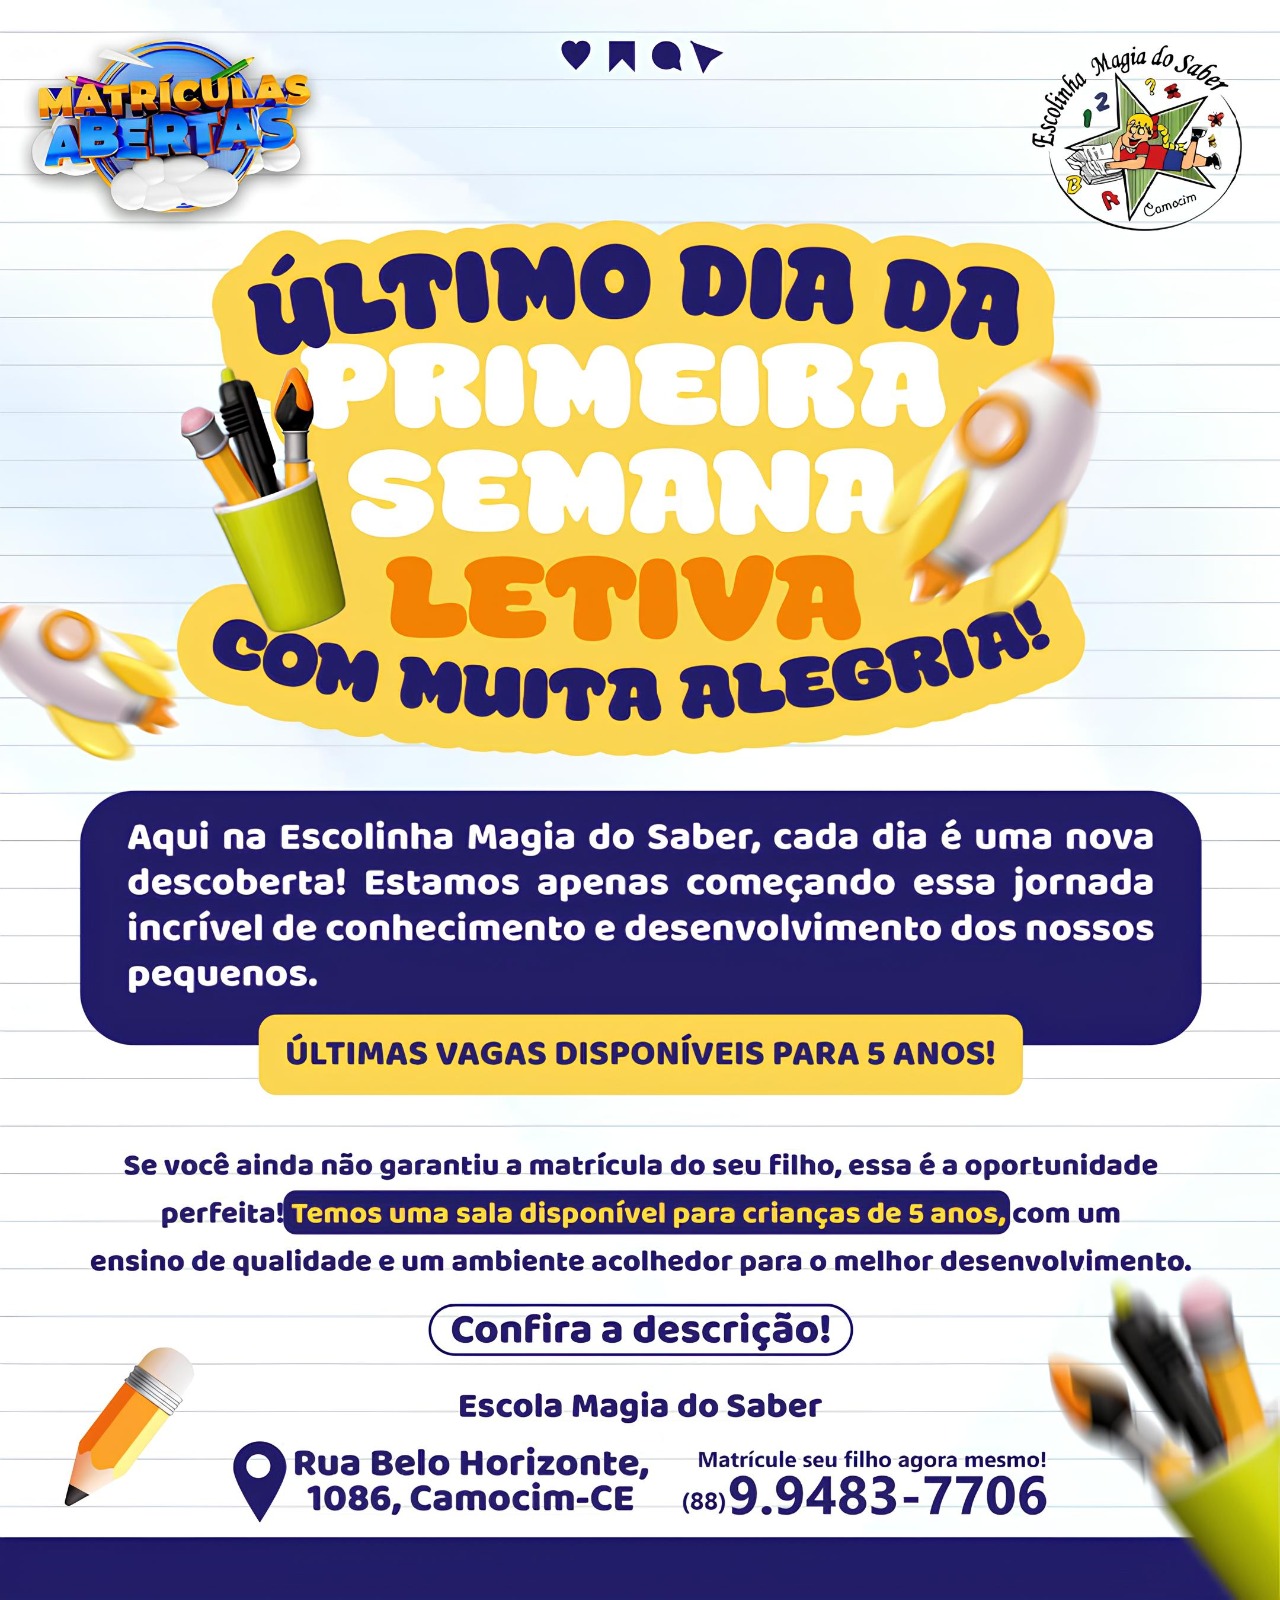 MATRÍCULAS
ABERTAS
Escolinha Magia do Saber
1 2 ?
B
A
Camocim
ÚLTIMO DIA DA
PRIMEIRA
SEMANA
LETIVA
COM MUITA ALEGRIA!
Aqui na Escolinha Magia do Saber, cada dia é uma nova
descoberta! Estamos apenas começando essa jornada
incrível de conhecimento e desenvolvimento dos nossos
pequenos.
ÚLTIMAS VAGAS DISPONÍVEIS PARA 5 ANOS!
Se você ainda não garantiu a matrícula do seu filho, essa é a oportunidade
perfeita! Temos uma sala disponível para crianças de 5 anos, com um
ensino de qualidade e um ambiente acolhedor para o melhor desenvolvimento.
Confira a descrição!
Escola Magia do Saber
Rua Belo Horizonte,
1086, Camocim-CE
Matrícule seu filho agora mesmo!
(88) 9.9483-7706